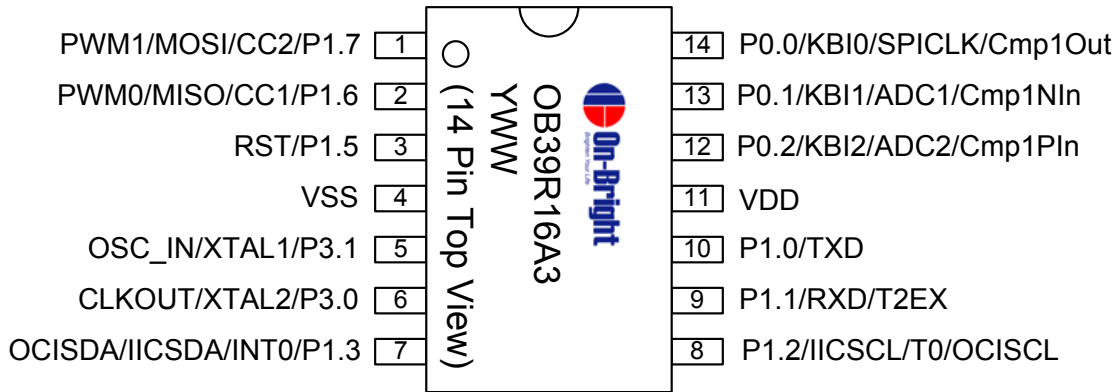 PWM1/MOSI/CC2/P1.7 1
PWM0/MISO/CC1/P1.6 2
RST/P1.5 3
VSS 4
OSC_IN/XTAL1/P3.1 5
CLKOUT/XTAL2/P3.0 6
OCISDA/IICSDA/INT0/P1.3 7
On-Bright
Brighten Your Life
OB39R16A3
YWW
(14 Pin Top View)
14 P0.0/KBI0/SPICLK/Cmp1Out
13 P0.1/KBI1/ADC1/Cmp1NIn
12 P0.2/KBI2/ADC2/Cmp1PIn
11 VDD
10 P1.0/TXD
9 P1.1/RXD/T2EX
8 P1.2/IICSCL/T0/OCISCL